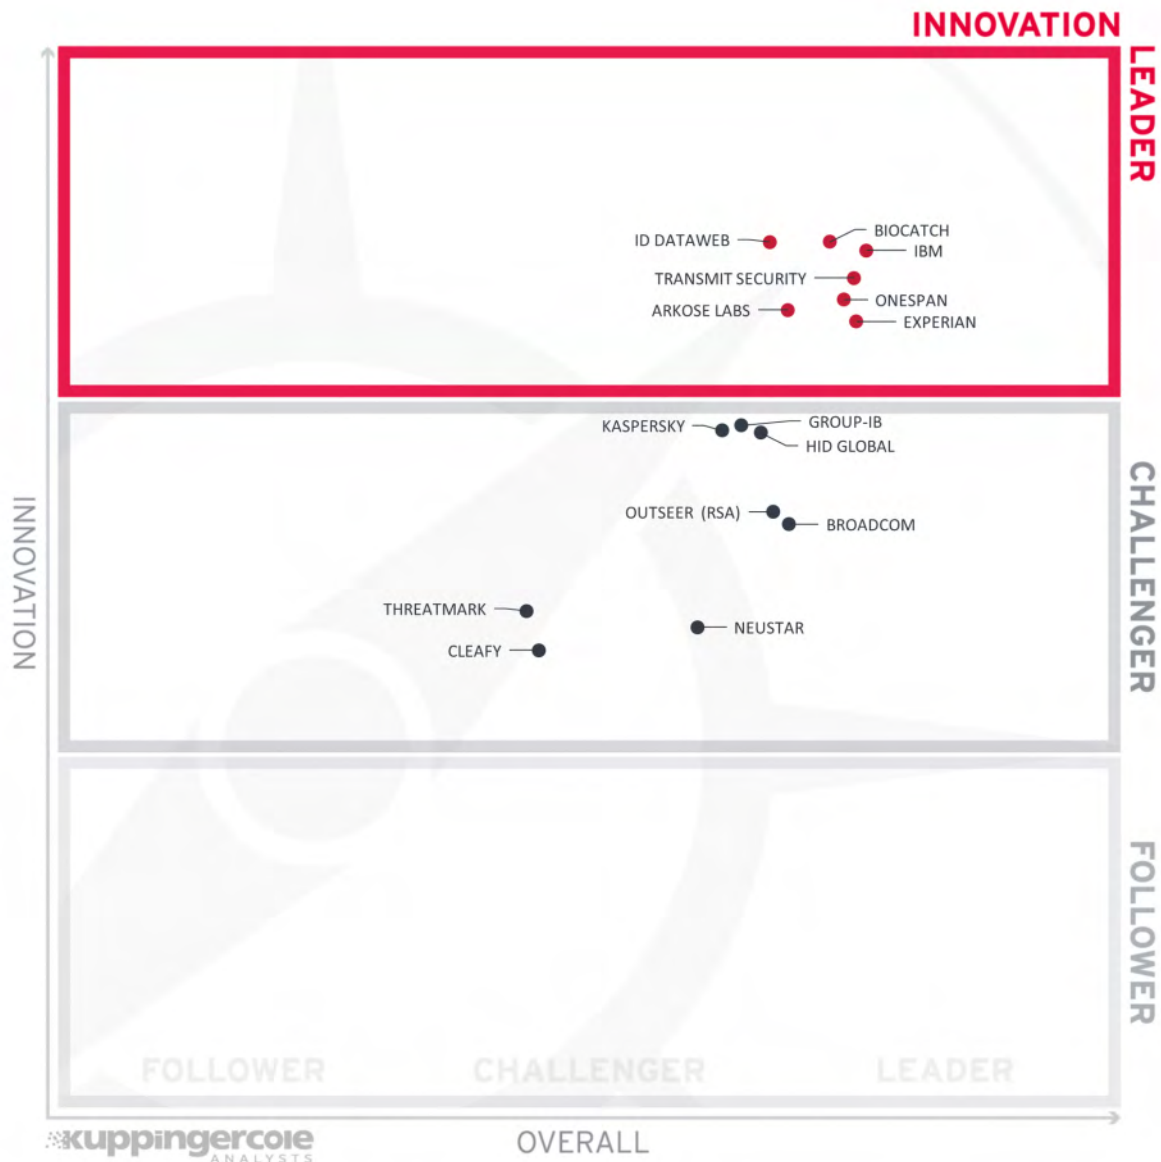 INNOVATION
LEADER
BIOCATCH
ID DATAWEB
IBM
TRANSMIT SECURITY
ONESPAN
ARKOSE LABS
EXPERIAN
GROUP-IB
KASPERSKY
HID GLOBAL
CHALLENGER
INNOVATION
OUTSEER (RSA)
BROADCOM
THREATMARK
NEUSTAR
CLEAFY
FOLLOWER
FOLLOWER CHALLENGER LEADER
OVERALL
kuppingercole
ANALYSTS